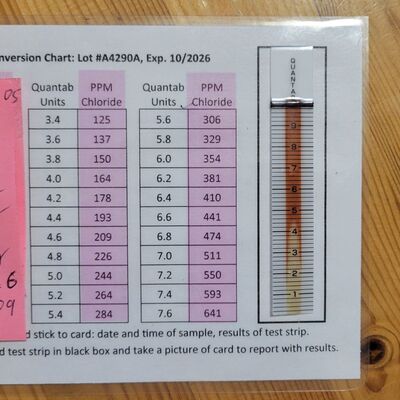 nversion Chart: Lot #A4290A, Exp. 10/2026
Quantab Units PPM Chloride Quantab Units PPM Chloride
3.4 125 5.6 306
3.6 137 5.8 329
3.8 150 6.0 354
4.0 164 6.2 381
4.2 178 6.4 410
4.4 193 6.6 441
4.6 209 6.8 474
4.8 226 7.0 511
5.0 244 7.2 550
5.2 264 7.4 593
5.4 284 7.6 641
QUANTA
9
8
7
6
5
4
3
2
1
05
6
09
d stick to card: date and time of sample, results of test strip.
d test strip in black box and take a picture of card to report with results.